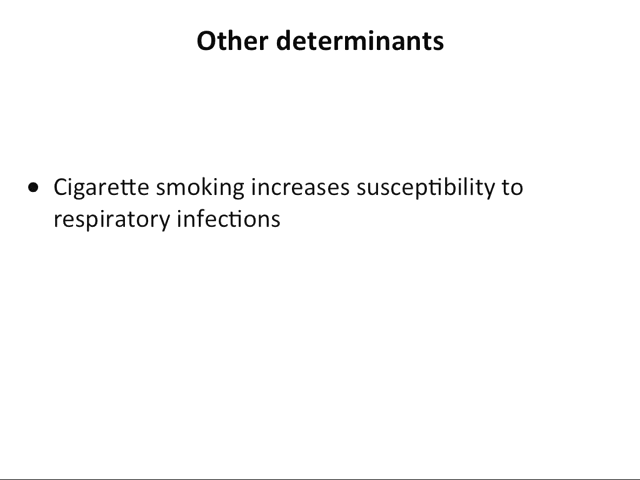 Other determinants
• Cigarette smoking increases susceptibility to
respiratory infections